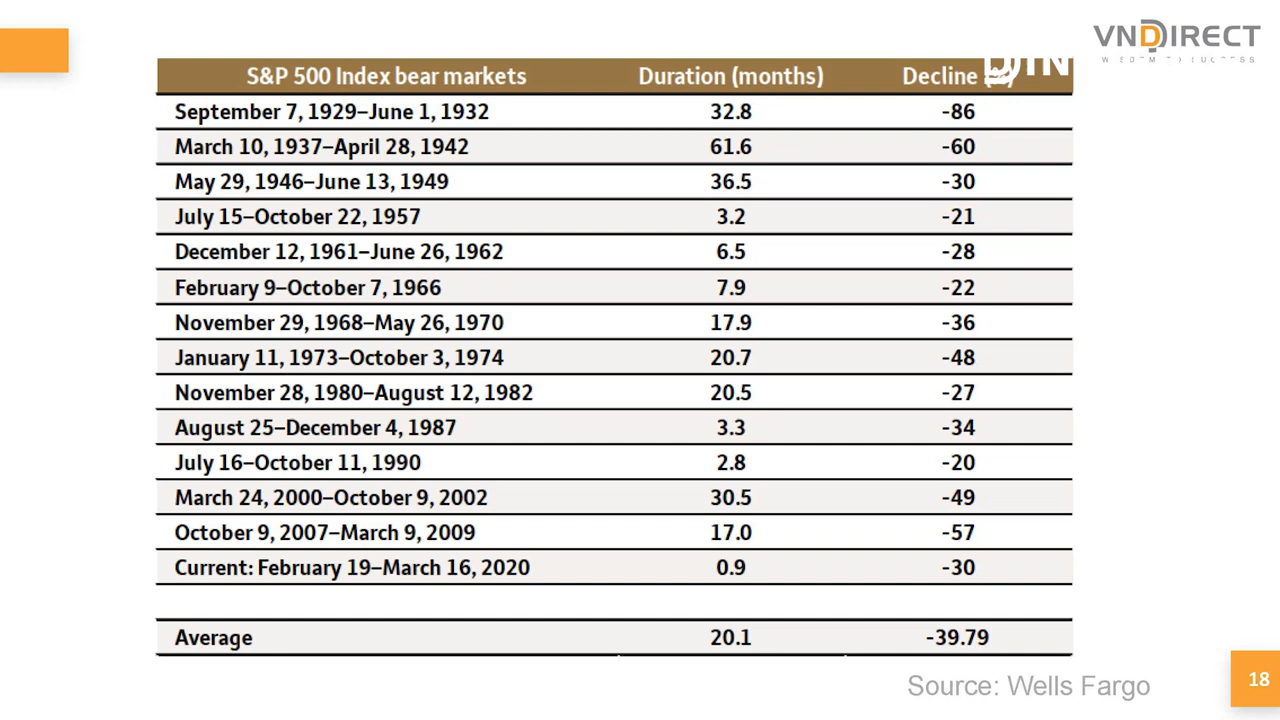 VNDIRECT
WISDOM TO SUCCESS
S&P 500 Index bear markets Duration (months) Decline
September 7, 1929–June 1, 1932 32.8 -86
March 10, 1937–April 28, 1942 61.6 -60
May 29, 1946–June 13, 1949 36.5 -30
July 15–October 22, 1957 3.2 -21
December 12, 1961–June 26, 1962 6.5 -28
February 9–October 7, 1966 7.9 -22
November 29, 1968–May 26, 1970 17.9 -36
January 11, 1973–October 3, 1974 20.7 -48
November 28, 1980–August 12, 1982 20.5 -27
August 25–December 4, 1987 3.3 -34
July 16–October 11, 1990 2.8 -20
March 24, 2000–October 9, 2002 30.5 -49
October 9, 2007–March 9, 2009 17.0 -57
Current: February 19–March 16, 2020 0.9 -30
Average 20.1 -39.79
Source: Wells Fargo
18